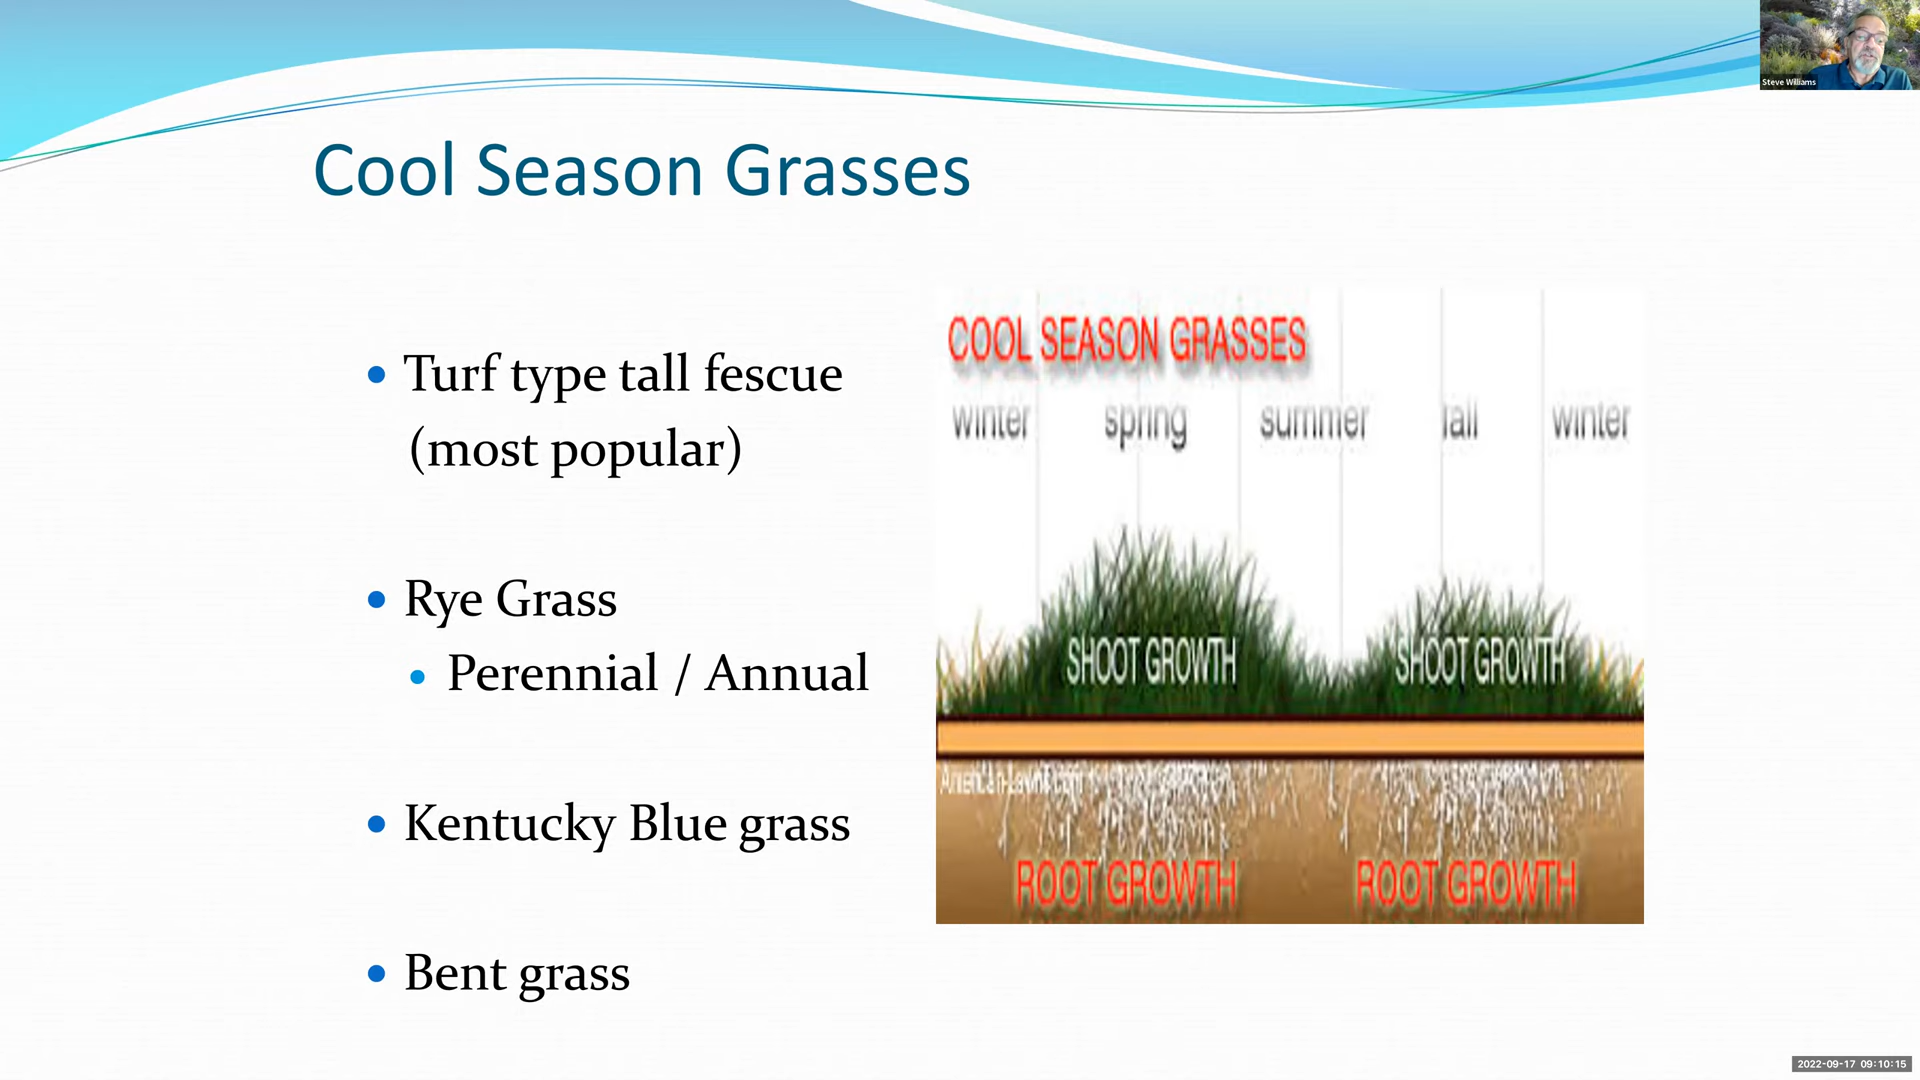 Steve Williams
Cool Season Grasses
Turf type tall fescue
(most popular)
Rye Grass
Perennial / Annual
Kentucky Blue grass
Bent grass
COOL SEASON GRASSES
winter spring summer fall winter
SHOOT GROWTH SHOOT GROWTH
American-Lawns.com
ROOT GROWTH ROOT GROWTH
2022-09-17 09:10:15